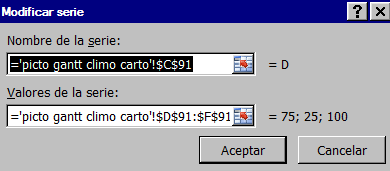 Modificar serie
Nombre de la serie:
='picto gantt climo carto'!$C$91 = D
Valores de la serie:
='picto gantt climo carto'!$D$91:$F$91 = 75; 25; 100
Aceptar Cancelar